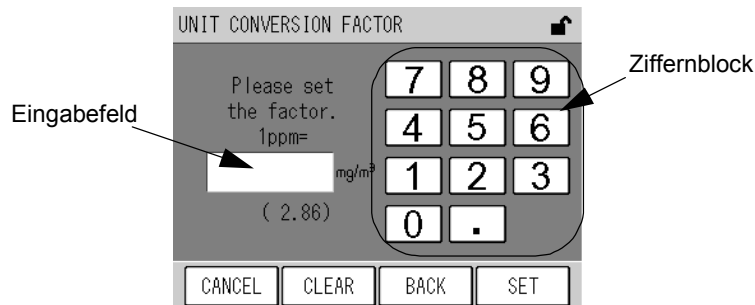 UNIT CONVERSION FACTOR
Ziffernblock
Eingabefeld
Please set
the factor.
1ppm=
mg/m³
( 2.86)
7 8 9
4 5 6
1 2 3
0 .
CANCEL CLEAR BACK SET